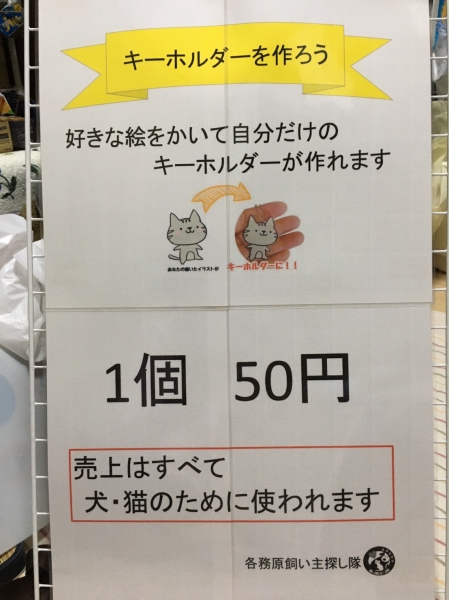 キーホルダーを作ろう
好きな絵をかいて自分だけの
キーホルダーが作れます
あなたの描いたイラストが
キーホルダーに！！
1個 50円
売上はすべて
犬・猫のために使われます
各務原飼い主探し隊